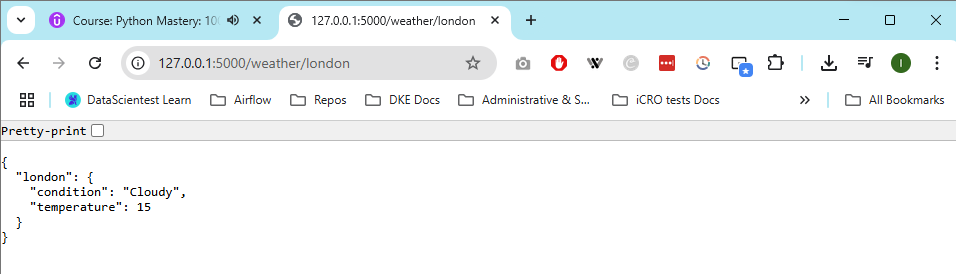 Course: Python Mastery: 10
127.0.0.1:5000/weather/london
127.0.0.1:5000/weather/london
I
DataScientest Learn
Airflow
Repos
DKE Docs
Administrative & S...
iCRO tests Docs
»
All Bookmarks
Pretty-print
{
"london": {
"condition": "Cloudy",
"temperature": 15
}
}